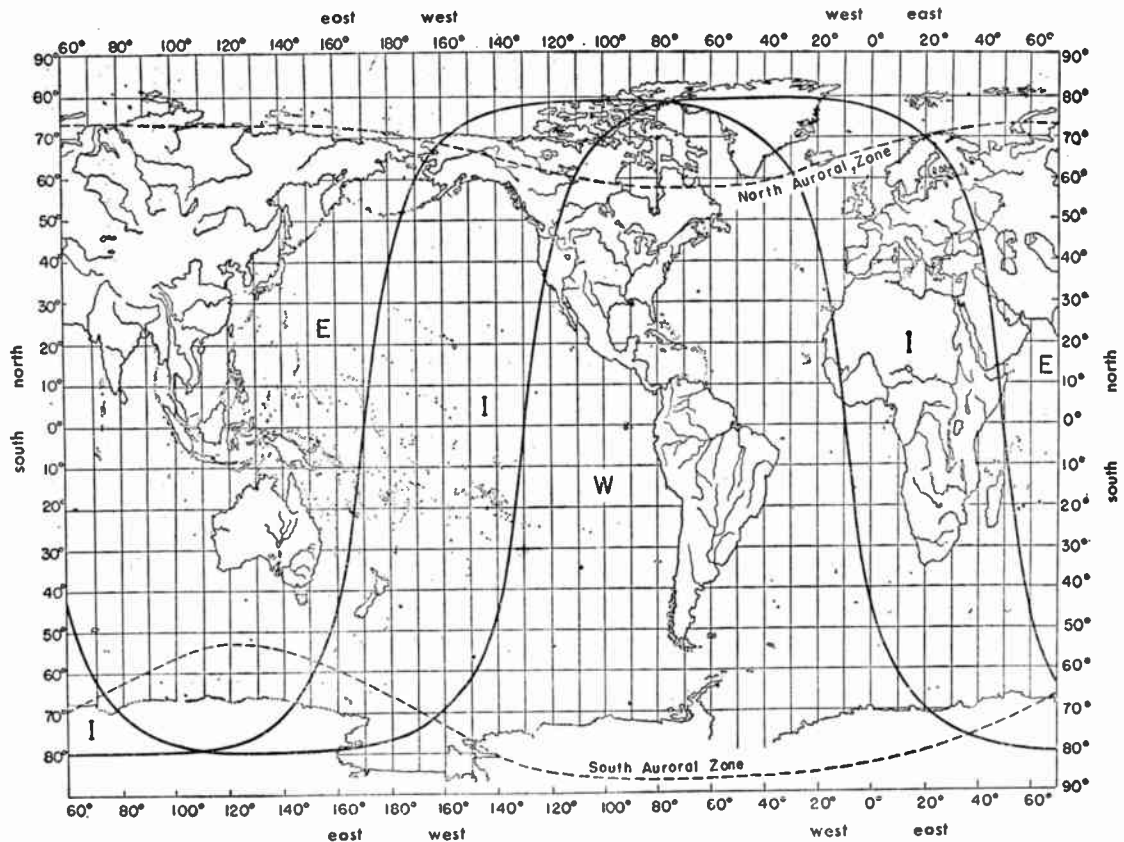 east west west east
60° 80° 100° 120° 140° 160° 180° 160° 140° 120° 100° 80° 60° 40° 20° 0° 20° 40° 60°
90° 90°
80° 80°
70° 70°
North Auroral Zone
60° 60°
50° 50°
40° 40°
30° 30°
E I
20° E 20°
north north
10° I 10°
0° 0°
south south
10° 10°
W
20° 20°
30° 30°
40° 40°
50° 50°
60° 60°
70° 70°
I
80° South Auroral Zone 80°
90° 90°
60° 80° 100° 120° 140° 160° 180° 160° 140° 120° 100° 80° 60° 40° 20° 0° 20° 40° 60°
east west west east